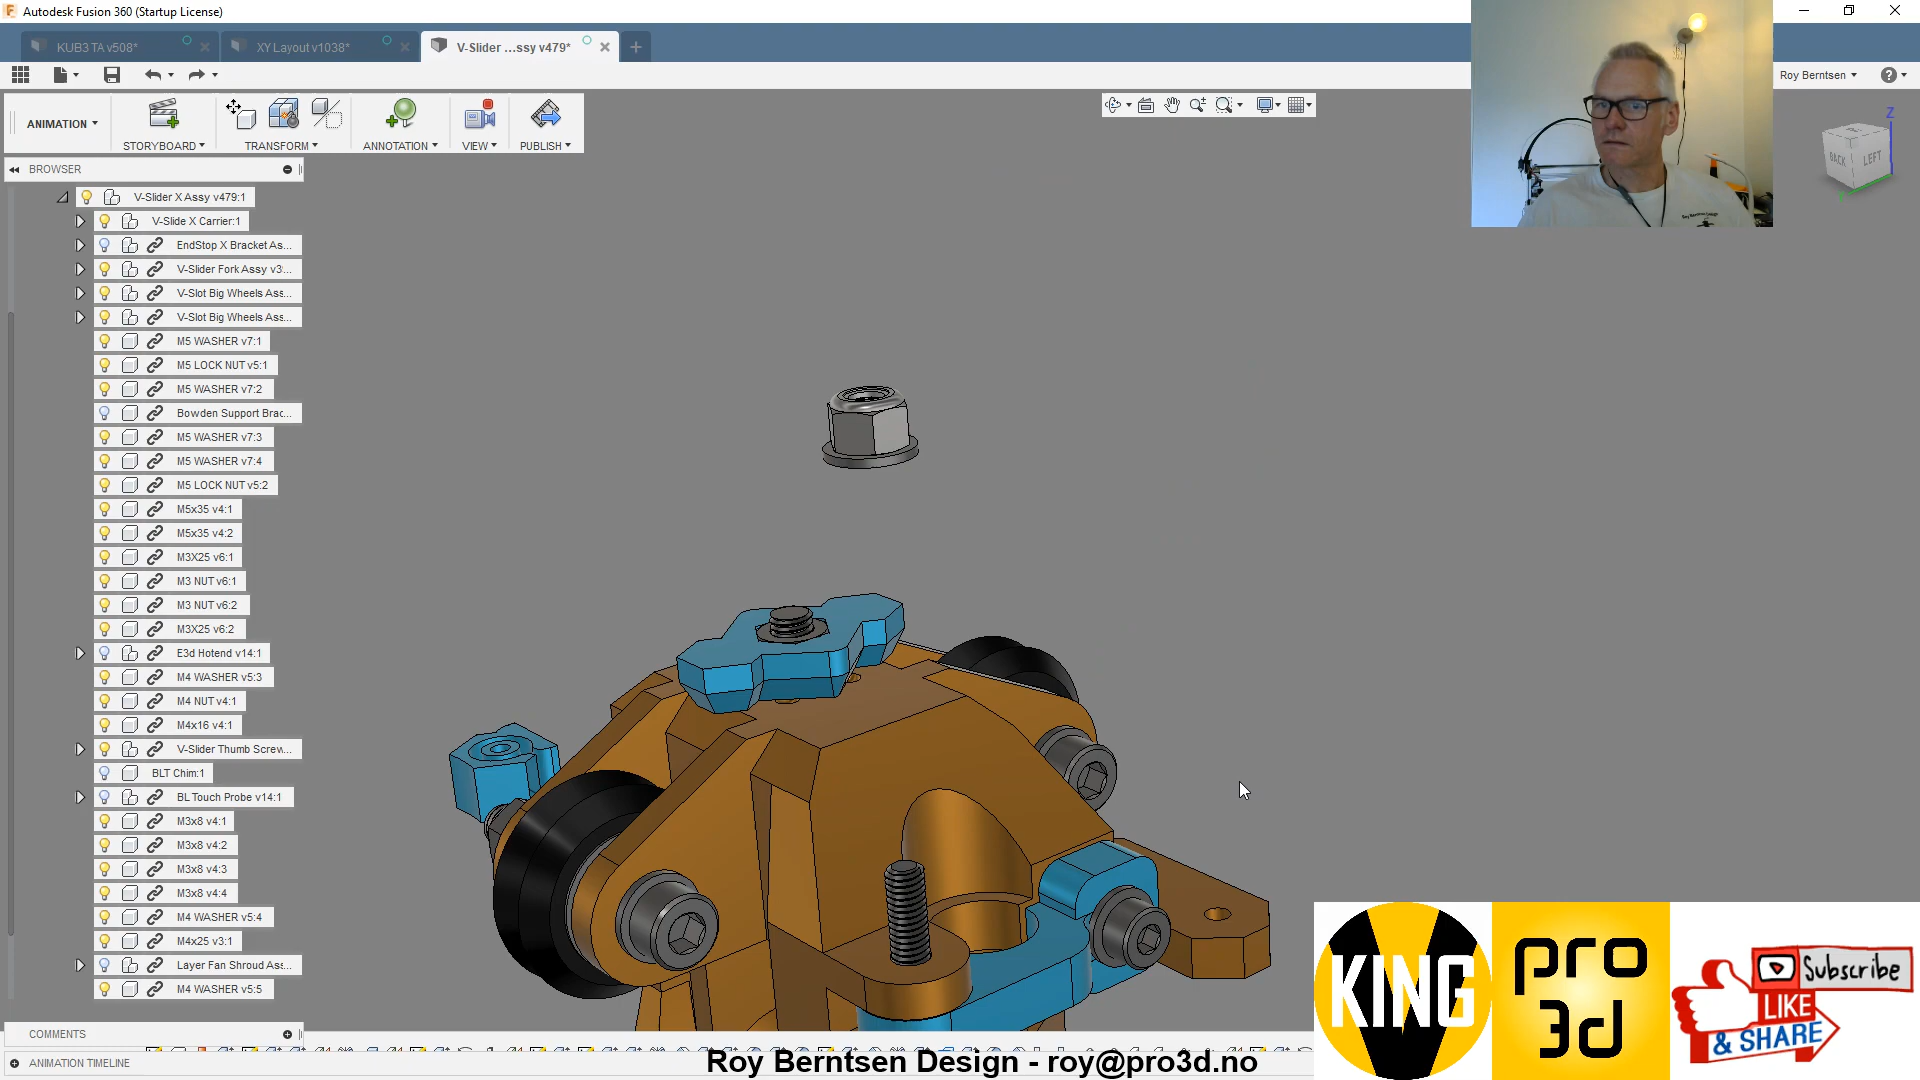 Autodesk Fusion 360 (Startup License)
KUB3 TA v508*
XY Layout v1038*
V-Slider ...ssy v479*
Roy Berntsen
ANIMATION
STORYBOARD
TRANSFORM
ANNOTATION
VIEW
PUBLISH
Z
BACK
LEFT
BROWSER
V-Slider X Assy v479:1
V-Slide X Carrier:1
EndStop X Bracket As...
V-Slider Fork Assy v3:...
V-Slot Big Wheels Ass...
V-Slot Big Wheels Ass...
M5 WASHER v7:1
M5 LOCK NUT v5:1
M5 WASHER v7:2
Bowden Support Brac...
M5 WASHER v7:3
M5 WASHER v7:4
M5 LOCK NUT v5:2
M5x35 v4:1
M5x35 v4:2
M3X25 v6:1
M3 NUT v6:1
M3 NUT v6:2
M3X25 v6:2
E3d Hotend v14:1
M4 WASHER v5:3
M4 NUT v4:1
M4x16 v4:1
V-Slider Thumb Screw...
BLT Chim:1
BL Touch Probe v14:1
M3x8 v4:1
M3x8 v4:2
M3x8 v4:3
M3x8 v4:4
M4 WASHER v5:4
M4x25 v3:1
Layer Fan Shroud Ass...
M4 WASHER v5:5
COMMENTS
ANIMATION TIMELINE
Roy Berntsen Design - roy@pro3d.no
KING
pro
3d
Subscribe
LIKE
& SHARE